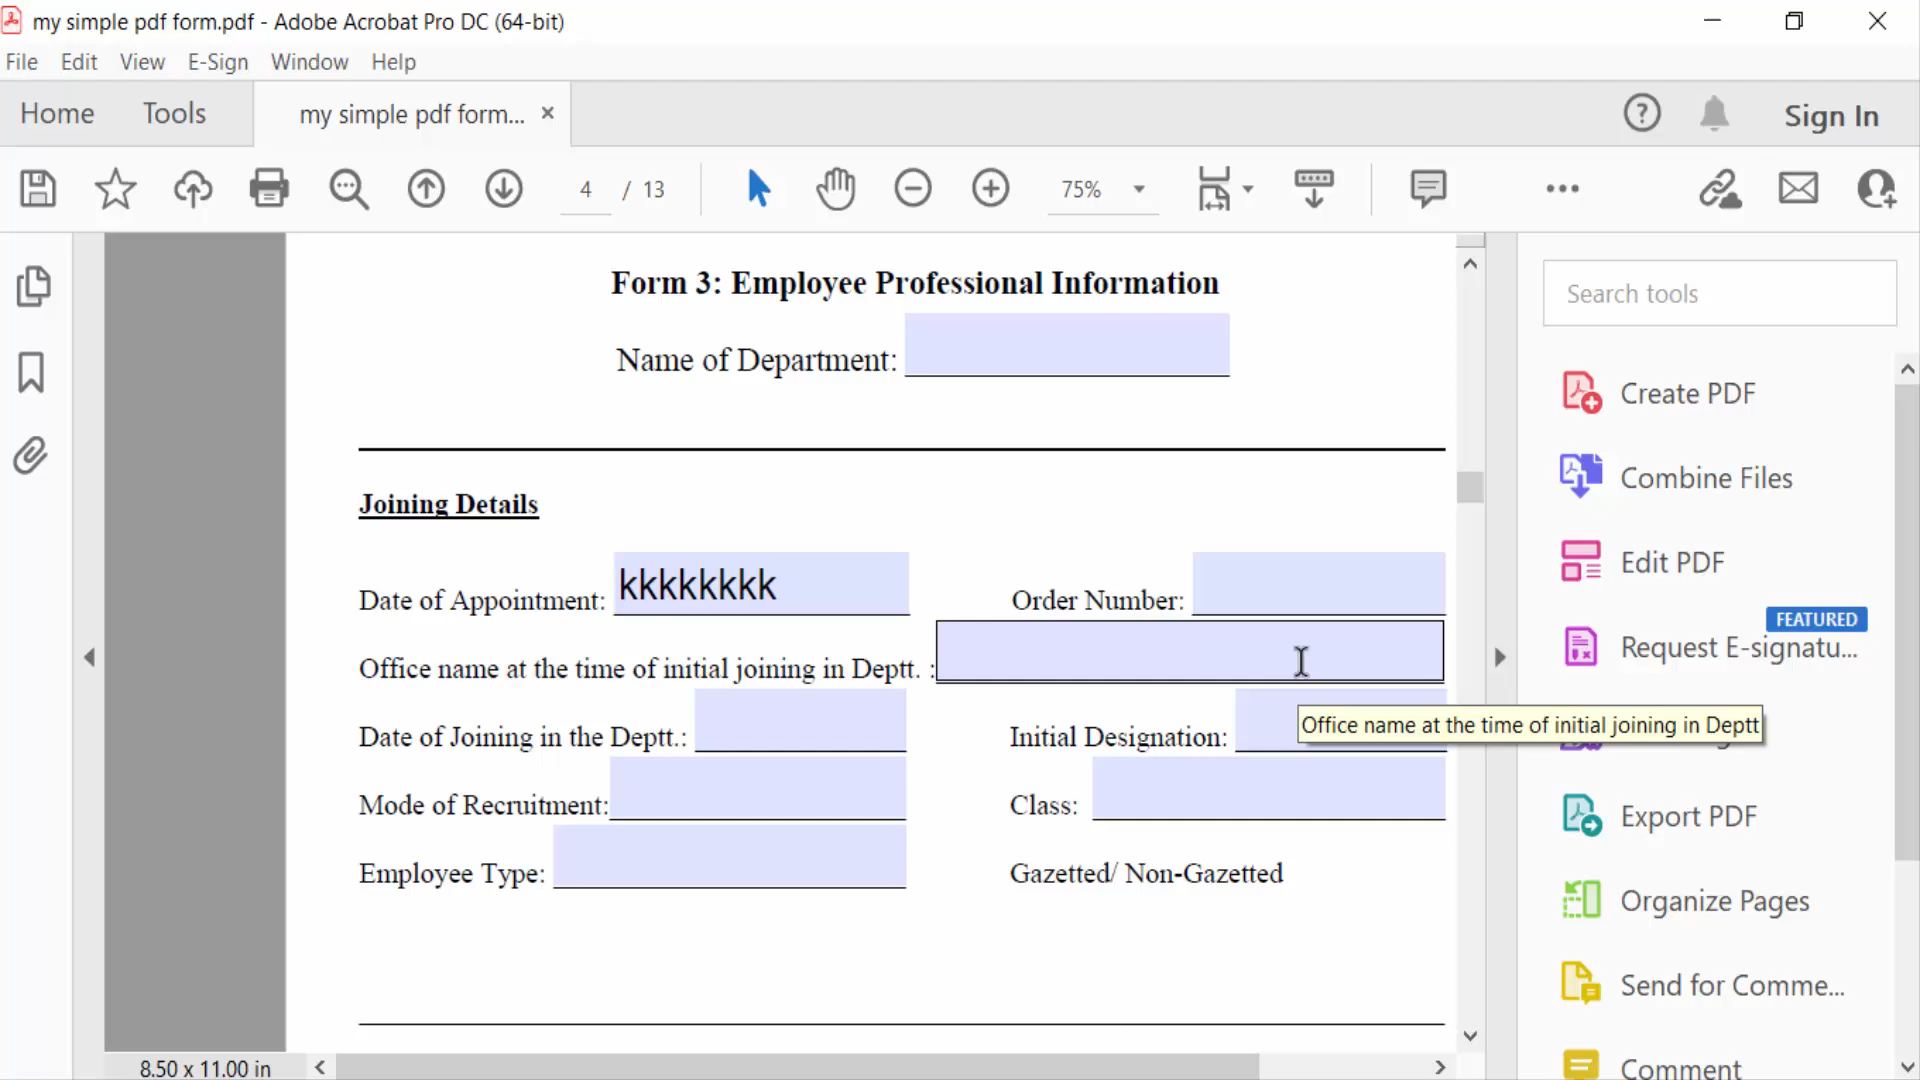 my simple pdf form.pdf - Adobe Acrobat Pro DC (64-bit)
File Edit View E-Sign Window Help
Home Tools my simple pdf form... × Sign In
4 / 13 75%
Form 3: Employee Professional Information
Name of Department:
Joining Details
Date of Appointment: kkkkkkkk Order Number:
Office name at the time of initial joining in Deptt. :
Date of Joining in the Deptt.: Initial Designation:
Office name at the time of initial joining in Deptt
Mode of Recruitment: Class:
Employee Type: Gazetted/ Non-Gazetted
8.50 x 11.00 in
Search tools
Create PDF
Combine Files
Edit PDF
FEATURED
Request E-signatu...
Export PDF
Organize Pages
Send for Comme...
Comment